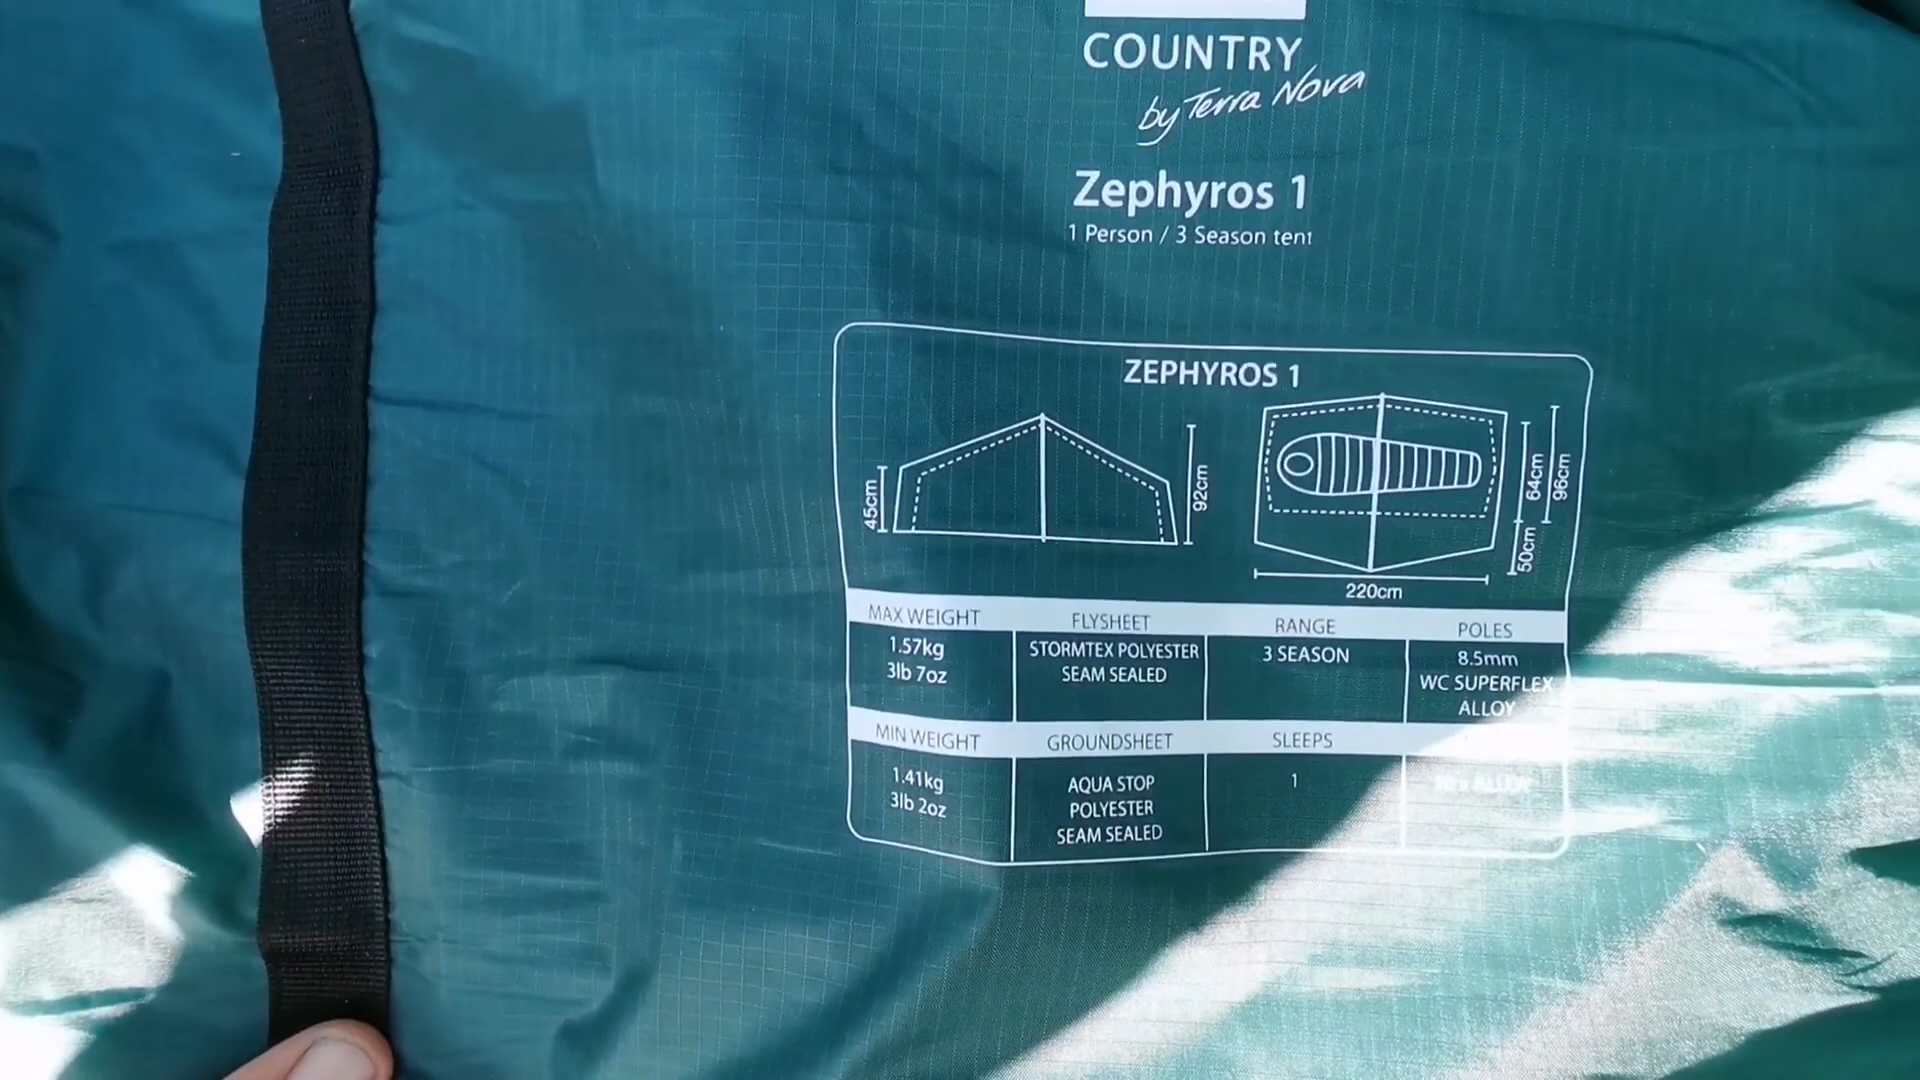 COUNTRY
by Terra Nova
Zephyros 1
1 Person / 3 Season tent
ZEPHYROS 1
45cm
92cm
64cm
96cm
50cm
220cm
MAX WEIGHT
1.57kg
3lb 7oz
FLYSHEET
STORMTEX POLYESTER
SEAM SEALED
RANGE
3 SEASON
POLES
8.5mm
WC SUPERFLEX
ALLOY
MIN WEIGHT
1.41kg
3lb 2oz
GROUNDSHEET
AQUA STOP
POLYESTER
SEAM SEALED
SLEEPS
1
ALLOY